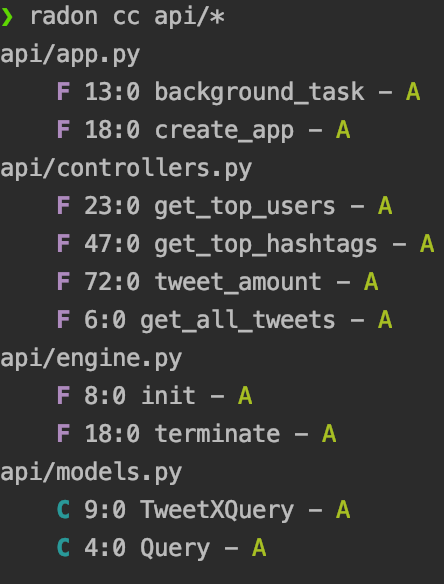 ❯ radon cc api/*
api/app.py
    F 13:0 background_task - A
    F 18:0 create_app - A
api/controllers.py
    F 23:0 get_top_users - A
    F 47:0 get_top_hashtags - A
    F 72:0 tweet_amount - A
    F 6:0 get_all_tweets - A
api/engine.py
    F 8:0 init - A
    F 18:0 terminate - A
api/models.py
    C 9:0 TweetXQuery - A
    C 4:0 Query - A